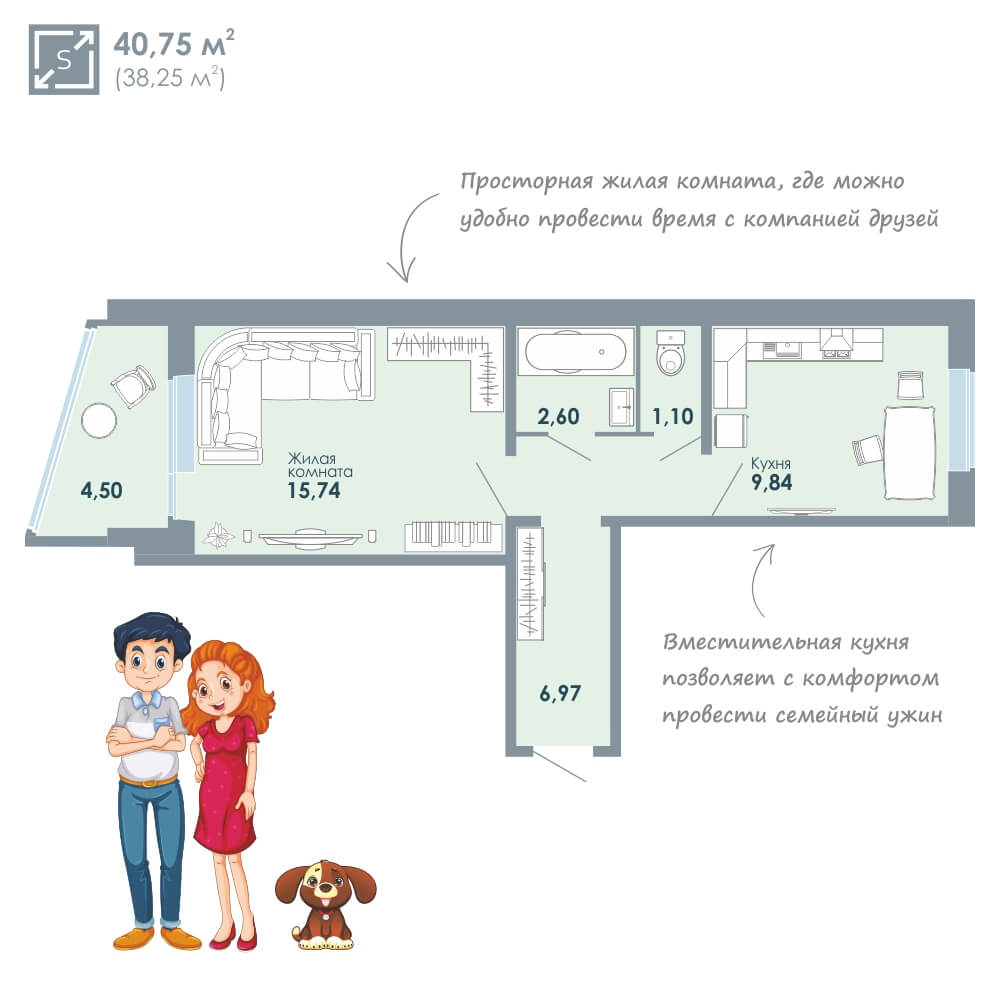 S
40,75 м²
(38,25 м²)
Просторная жилая комната, где можно
удобно провести время с компанией друзей
2,60
1,10
Жилая
комната
15,74
4,50
Кухня
9,84
6,97
Вместительная кухня
позволяет с комфортом
провести семейный ужин